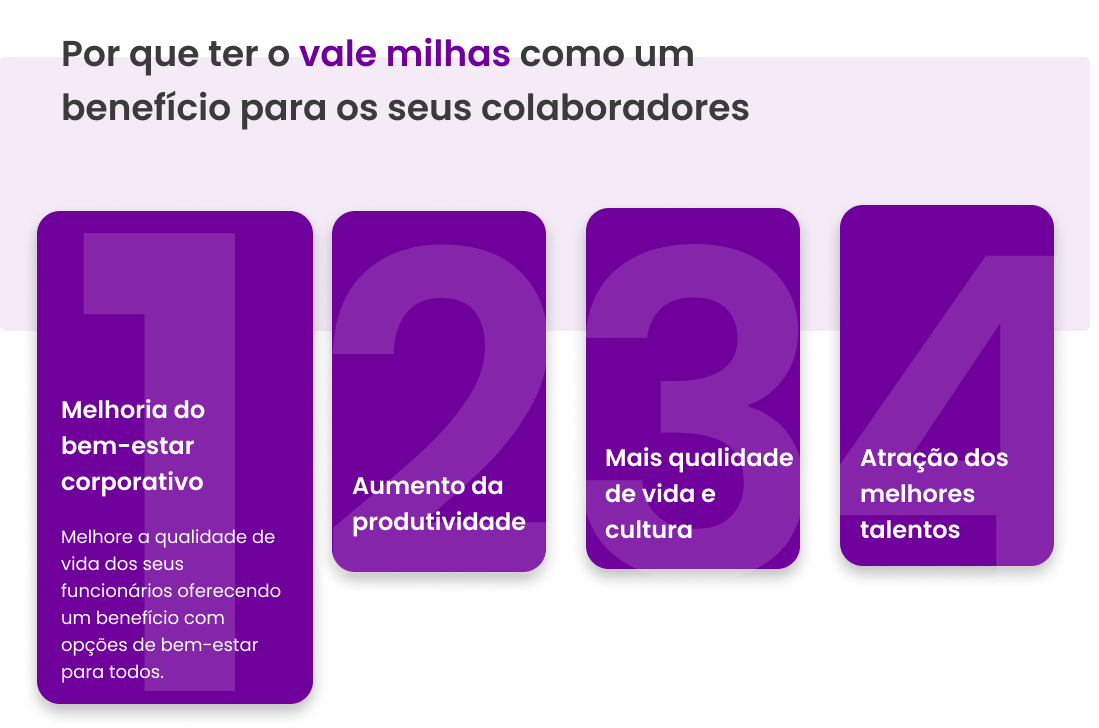 Por que ter o vale milhas como um
benefício para os seus colaboradores
1
Melhoria do
bem-estar
corporativo
Melhore a qualidade de
vida dos seus
funcionários oferecendo
um benefício com
opções de bem-estar
para todos.
2
Aumento da
produtividade
3
Mais qualidade
de vida e
cultura
4
Atração dos
melhores
talentos